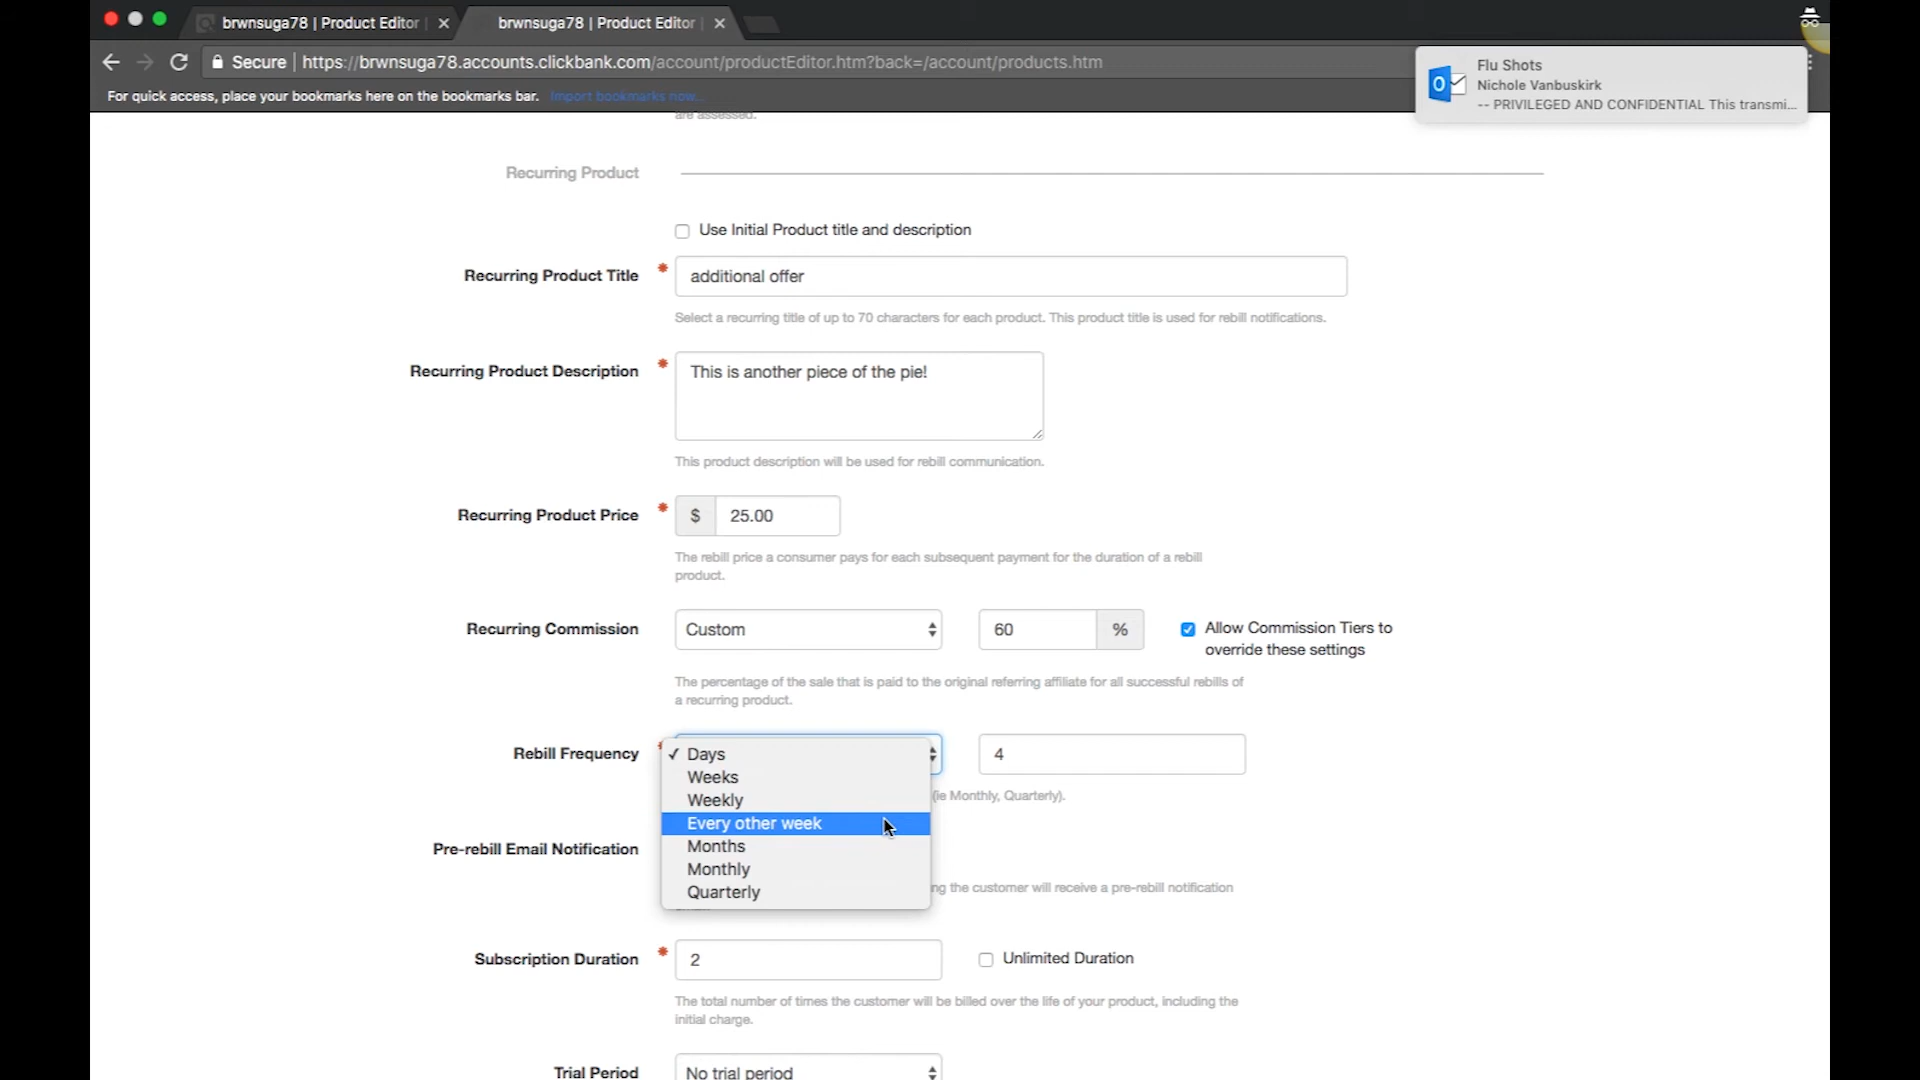 brwnsuga78 | Product Editor
brwnsuga78 | Product Editor
Secure | https://brwnsuga78.accounts.clickbank.com/account/productEditor.htm?back=/account/products.htm
For quick access, place your bookmarks here on the bookmarks bar. Import bookmarks now...
Flu Shots
Nichole Vanbuskirk
-- PRIVILEGED AND CONFIDENTIAL This transmi...
are assessed.
Recurring Product
Use Initial Product title and description
Recurring Product Title * additional offer
Select a recurring title of up to 70 characters for each product. This product title is used for rebill notifications.
Recurring Product Description * This is another piece of the pie!
This product description will be used for rebill communication.
Recurring Product Price * $ 25.00
The rebill price a consumer pays for each subsequent payment for the duration of a rebill
product.
Recurring Commission Custom 60 % Allow Commission Tiers to
override these settings
The percentage of the sale that is paid to the original referring affiliate for all successful rebills of
a recurring product.
Rebill Frequency ✓ Days 4
Weeks
Weekly (ie Monthly, Quarterly).
Every other week
Pre-rebill Email Notification Months
Monthly
Quarterly ng the customer will receive a pre-rebill notification
Subscription Duration * 2 Unlimited Duration
The total number of times the customer will be billed over the life of your product, including the
initial charge.
Trial Period No trial period